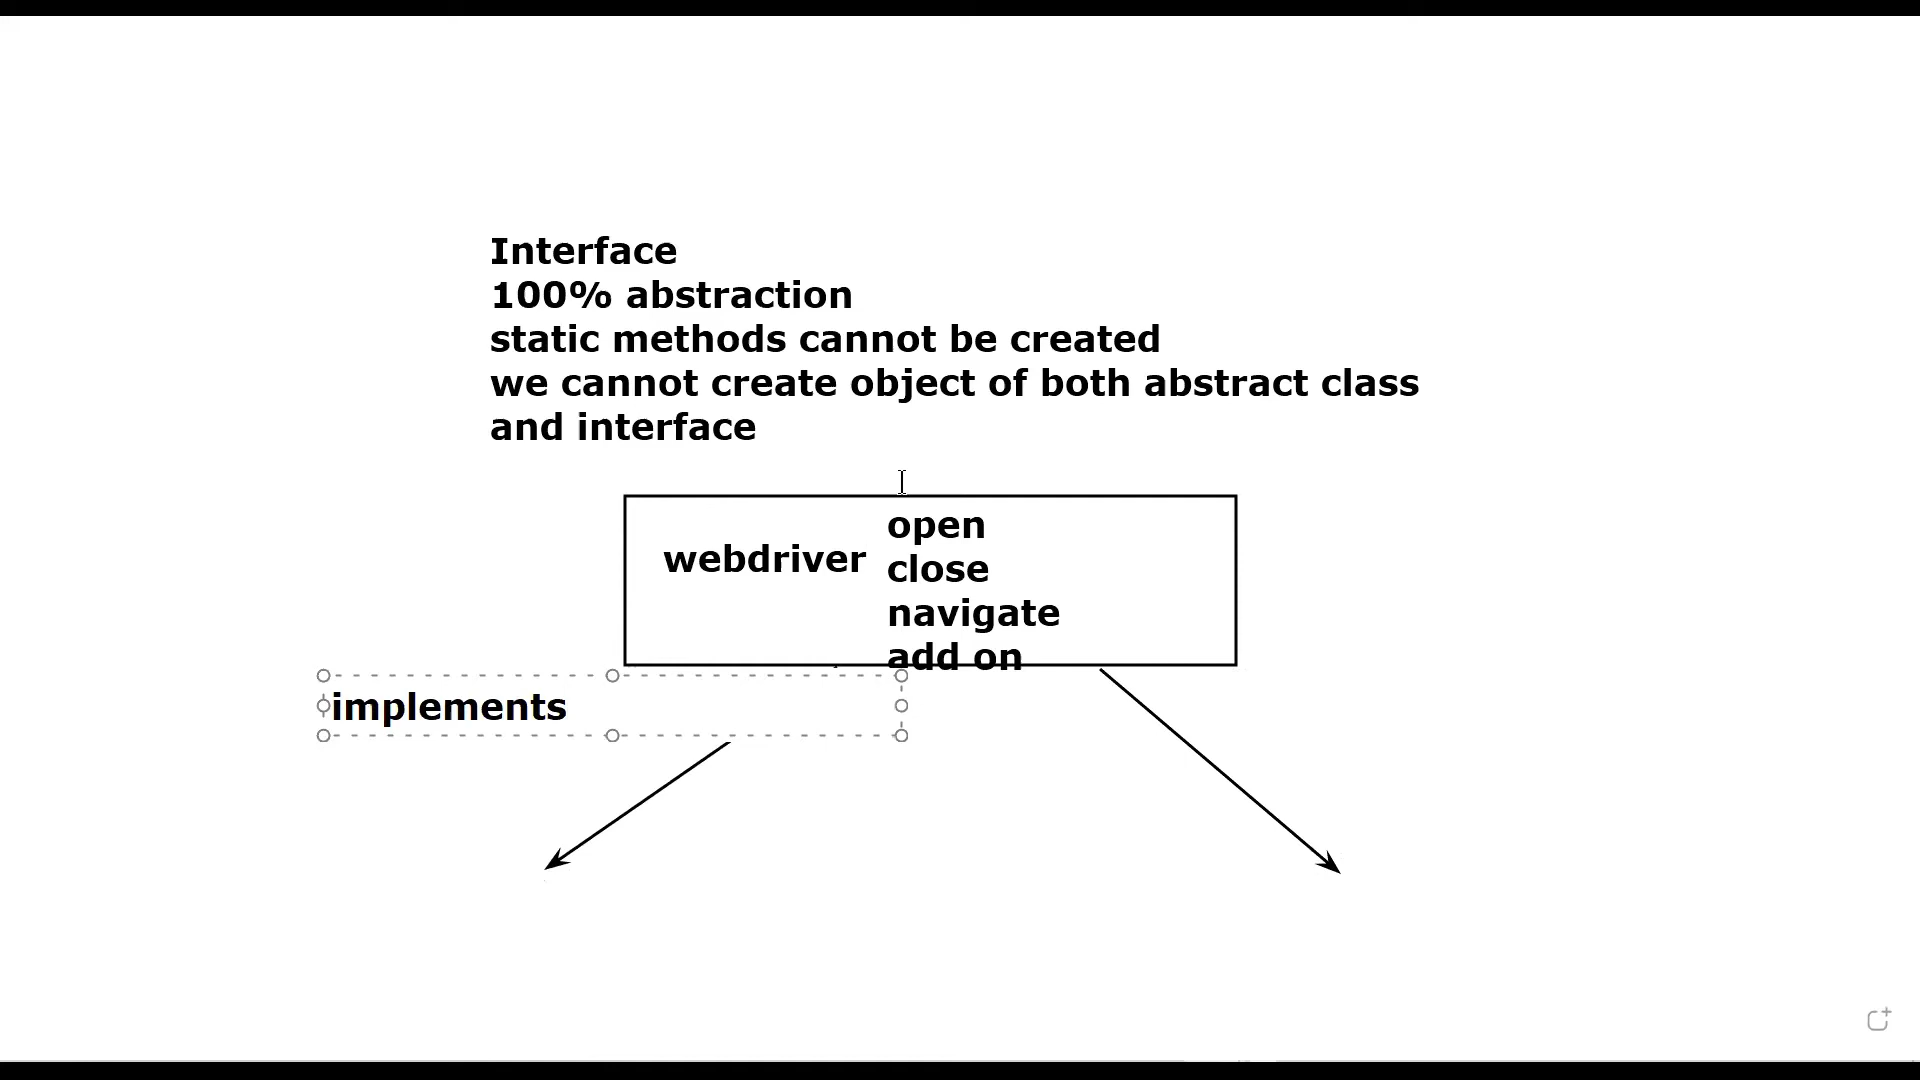 Interface
100% abstraction
static methods cannot be created
we cannot create object of both abstract class
and interface
webdriver
open
close
navigate
add on
implements